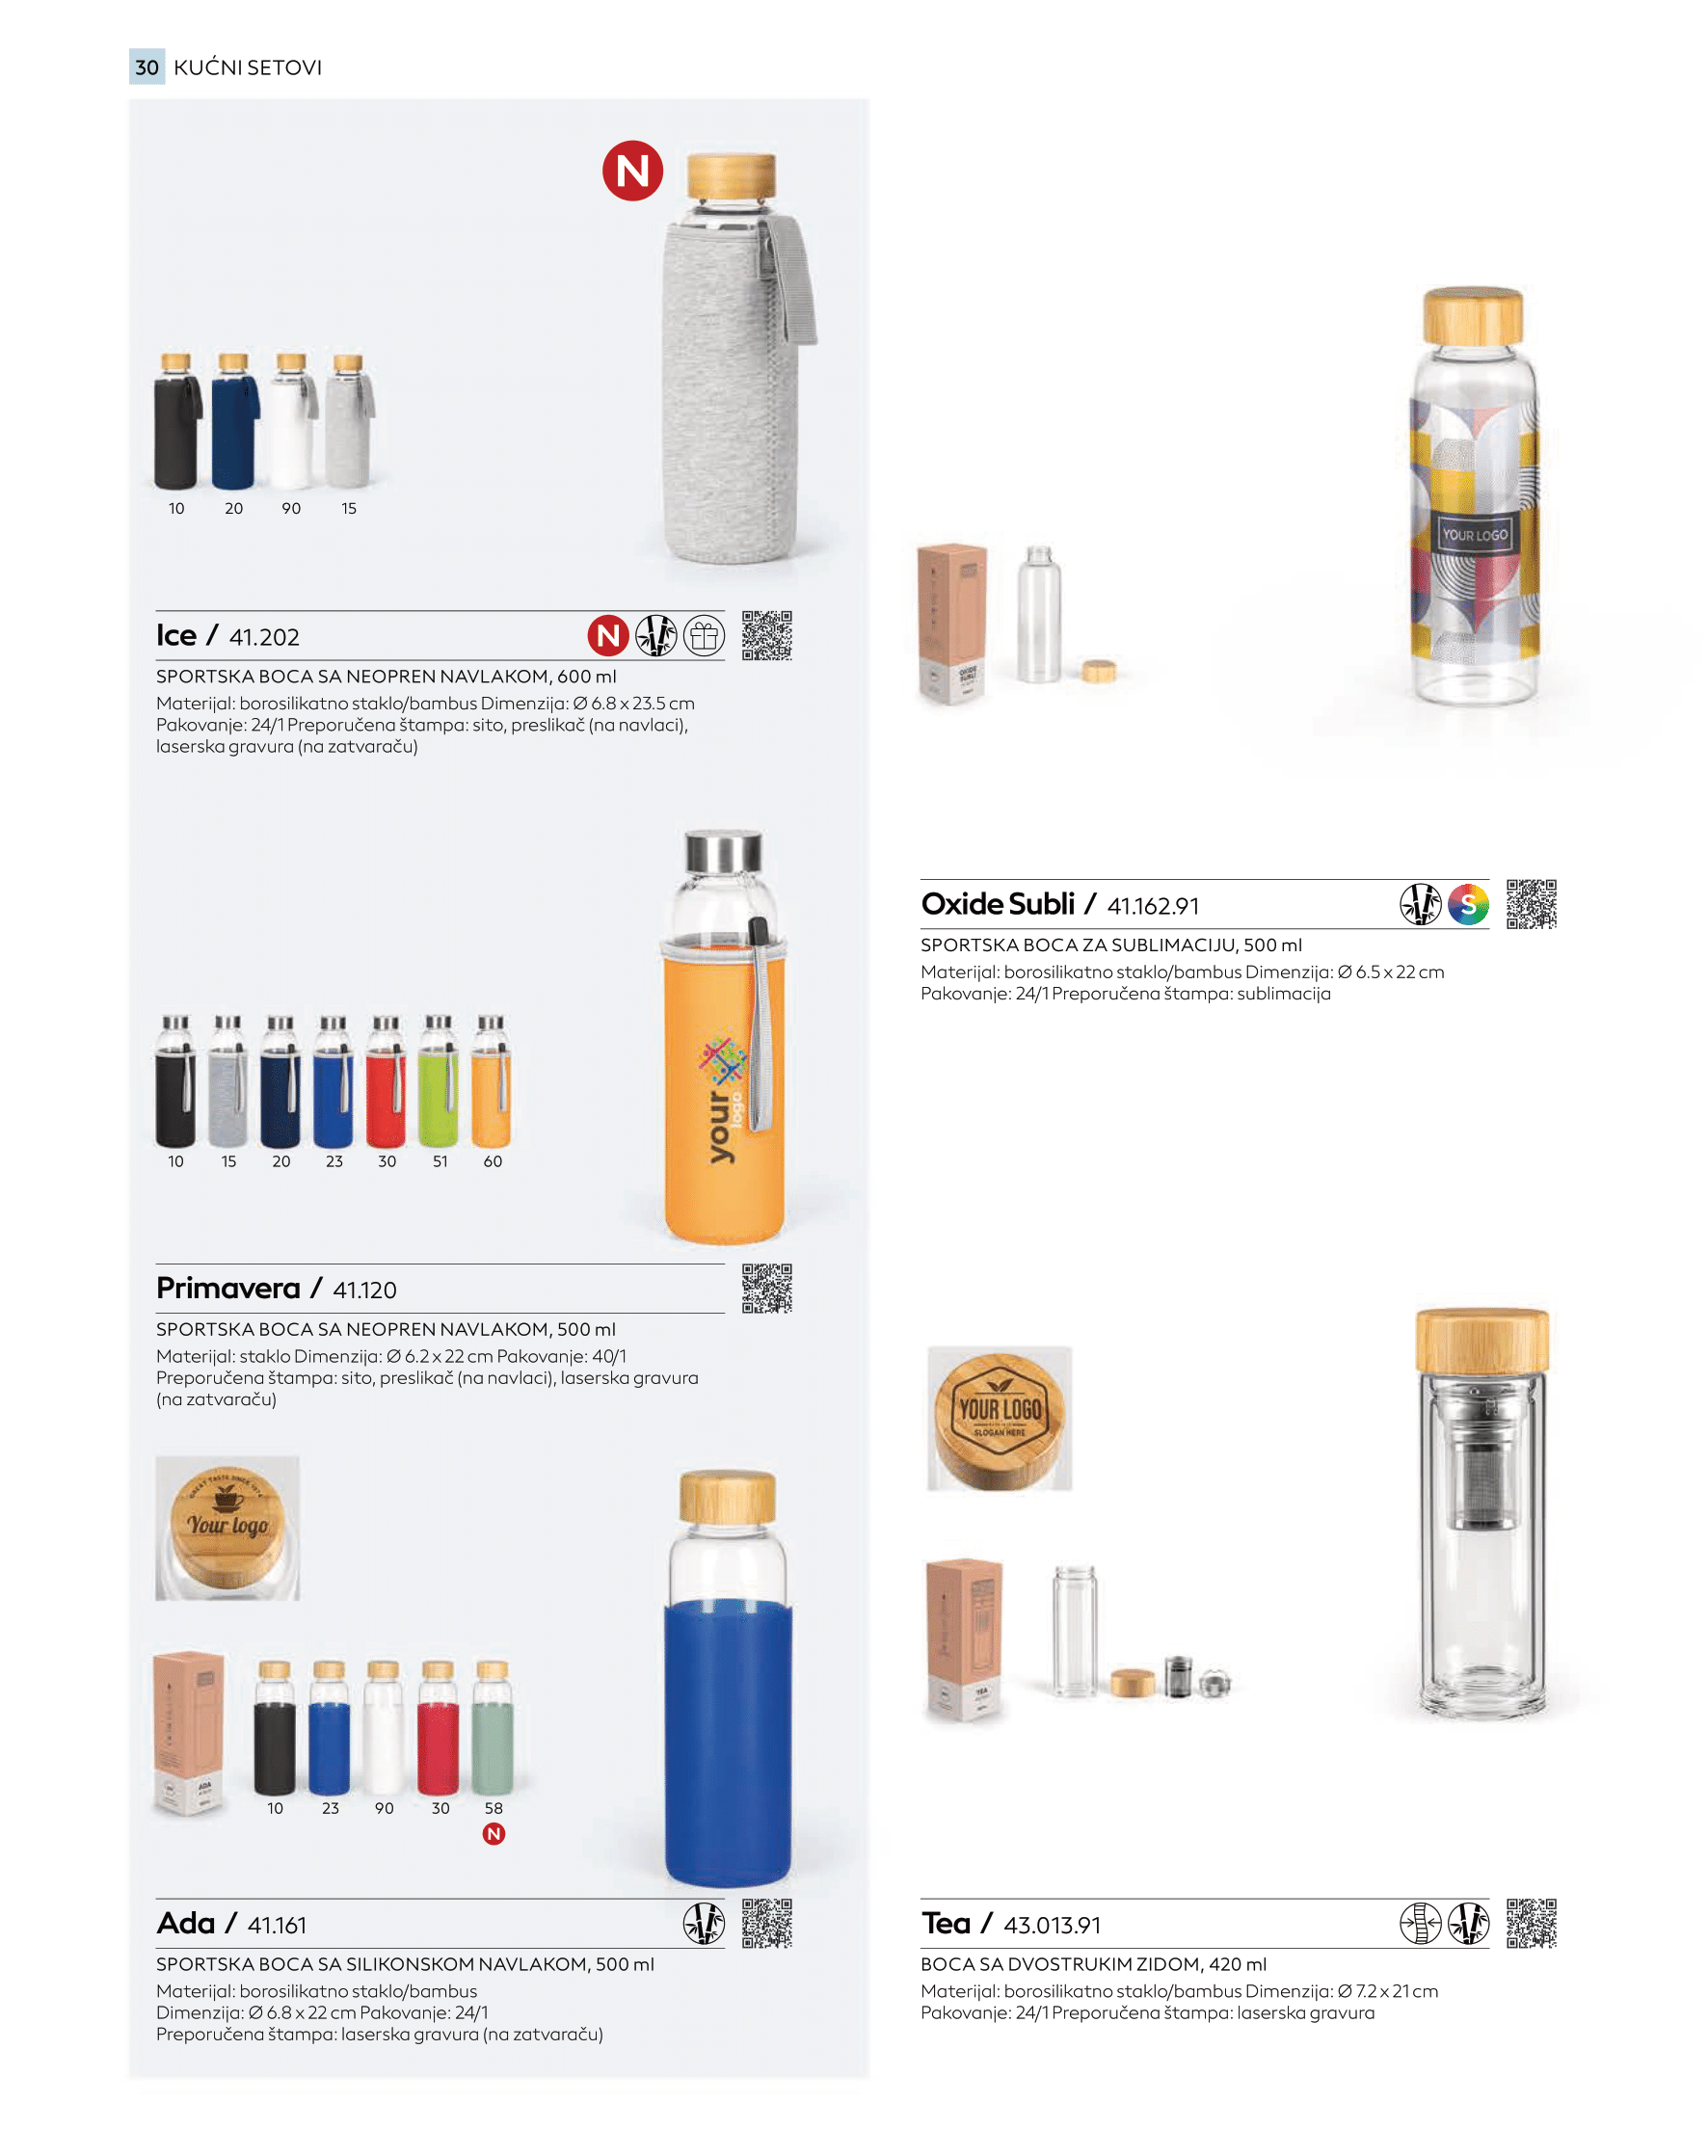 30 KUĆNI SETOVI
N
10 20 90 15
Ice / 41.202
N
SPORTSKA BOCA SA NEOPREN NAVLAKOM, 600 ml
Materijal: borosilikatno staklo/bambus Dimenzija: Ø 6.8 x 23.5 cm
Pakovanje: 24/1 Preporučena štampa: sito, preslikač (na navlaci),
laserska gravura (na zatvaraču)
your
logo
10 15 20 23 30 51 60
Primavera / 41.120
SPORTSKA BOCA SA NEOPREN NAVLAKOM, 500 ml
Materijal: staklo Dimenzija: Ø 6.2 x 22 cm Pakovanje: 40/1
Preporučena štampa: sito, preslikač (na navlaci), laserska gravura
(na zatvaraču)
GREAT TASTE SINCE 1974
Your logo
ADA
10 23 90 30 58
N
Ada / 41.161
SPORTSKA BOCA SA SILIKONSKOM NAVLAKOM, 500 ml
Materijal: borosilikatno staklo/bambus
Dimenzija: Ø 6.8 x 22 cm Pakovanje: 24/1
Preporučena štampa: laserska gravura (na zatvaraču)
YOUR LOGO
OXIDE
SUBLI
Oxide Subli / 41.162.91
S
SPORTSKA BOCA ZA SUBLIMACIJU, 500 ml
Materijal: borosilikatno staklo/bambus Dimenzija: Ø 6.5 x 22 cm
Pakovanje: 24/1 Preporučena štampa: sublimacija
YOUR LOGO
SLOGAN HERE
TEA
Tea / 43.013.91
BOCA SA DVOSTRUKIM ZIDOM, 420 ml
Materijal: borosilikatno staklo/bambus Dimenzija: Ø 7.2 x 21 cm
Pakovanje: 24/1 Preporučena štampa: laserska gravura